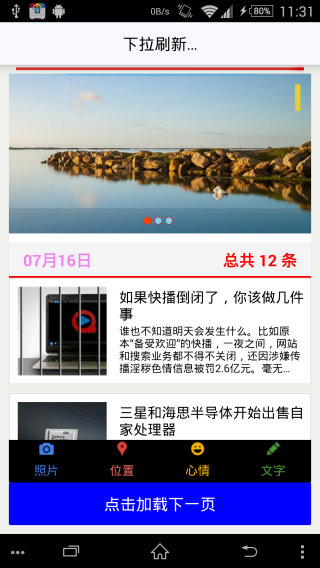 0B/s
80%
11:31
下拉刷新...
07月16日
总共 12 条
如果快播倒闭了，你该做几件
事
谁也不知道明天会发生什么。比如原
本“备受欢迎”的快播，一夜之间，网站
和搜索业务都不得不关闭，还因涉嫌传
播淫秽色情信息被罚2.6亿元。毫无...
三星和海思半导体开始出售自
家处理器
照片
位置
心情
文字
点击加载下一页